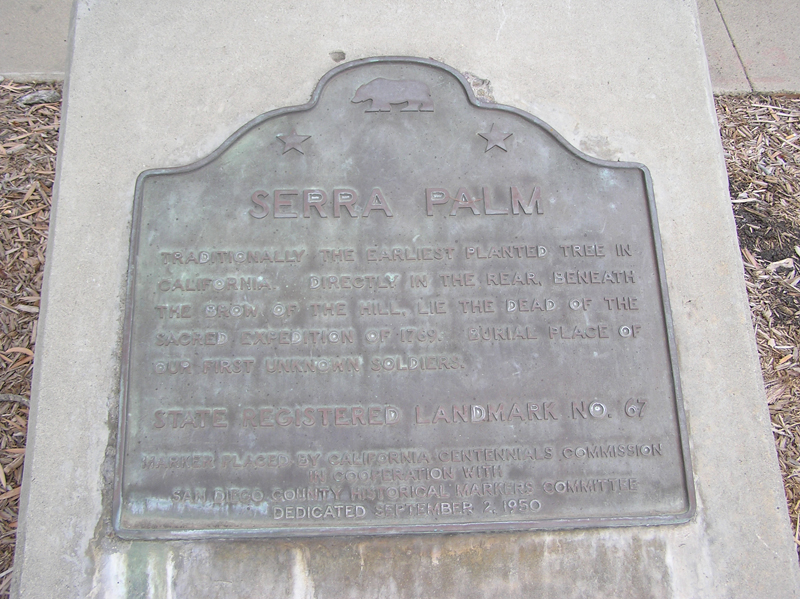 SERRA PALM
TRADITIONALLY THE EARLIEST PLANTED TREE IN
CALIFORNIA. DIRECTLY IN THE REAR, BENEATH
THE BROW OF THE HILL, LIE THE DEAD OF THE
SACRED EXPEDITION OF 1769. BURIAL PLACE OF
OUR FIRST UNKNOWN SOLDIERS.
STATE REGISTERED LANDMARK NO. 67
MARKER PLACED BY CALIFORNIA CENTENNIALS COMMISSION
IN COOPERATION WITH
SAN DIEGO COUNTY HISTORICAL MARKERS COMMITTEE
DEDICATED SEPTEMBER 2, 1950